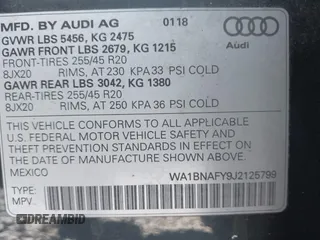 MFD. BY AUDI AG 01/18
GVWR LBS 5456, KG 2475
GAWR FRONT LBS 2679, KG 1215
FRONT-TIRES 255/45 R20
8JX20 RIMS, AT 230 KPA 33 PSI COLD
GAWR REAR LBS 3042, KG 1380
REAR-TIRES 255/45 R20
8JX20 RIMS, AT 250 KPA 36 PSI COLD
Audi
THIS VEHICLE CONFORMS TO ALL APPLICABLE
U.S. FEDERAL MOTOR VEHICLE SAFETY AND
THEFT PREVENTION STANDARDS IN EFFECT ON
THE DATE OF MANUFACTURE SHOWN ABOVE.
MEXICO WA1BNAFY9J2125799
TYPE:
MPV
DREAMBID